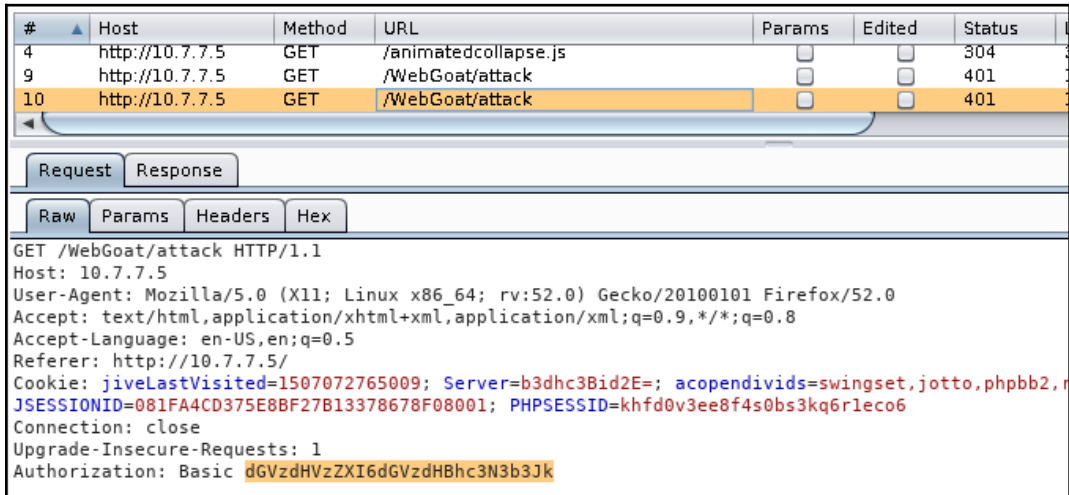 # Host Method URL Params Edited Status
4 http://10.7.7.5 GET /animatedcollapse.js 304
9 http://10.7.7.5 GET /WebGoat/attack 401
10 http://10.7.7.5 GET /WebGoat/attack 401
Request Response
Raw Params Headers Hex
GET /WebGoat/attack HTTP/1.1
Host: 10.7.7.5
User-Agent: Mozilla/5.0 (X11; Linux x86_64; rv:52.0) Gecko/20100101 Firefox/52.0
Accept: text/html,application/xhtml+xml,application/xml;q=0.9,*/*;q=0.8
Accept-Language: en-US,en;q=0.5
Referer: http://10.7.7.5/
Cookie: jiveLastVisited=1507072765009; Server=b3dhc3Bid2E=; acopendivids=swingset,jotto,phpbb2,
JSESSIONID=081FA4CD375E8BF27B13378678F08001; PHPSESSID=khfd0v3ee8f4s0bs3kq6r1eco6
Connection: close
Upgrade-Insecure-Requests: 1
Authorization: Basic dGVzdHVzZXI6dGVzdHBhc3N3b3Jk